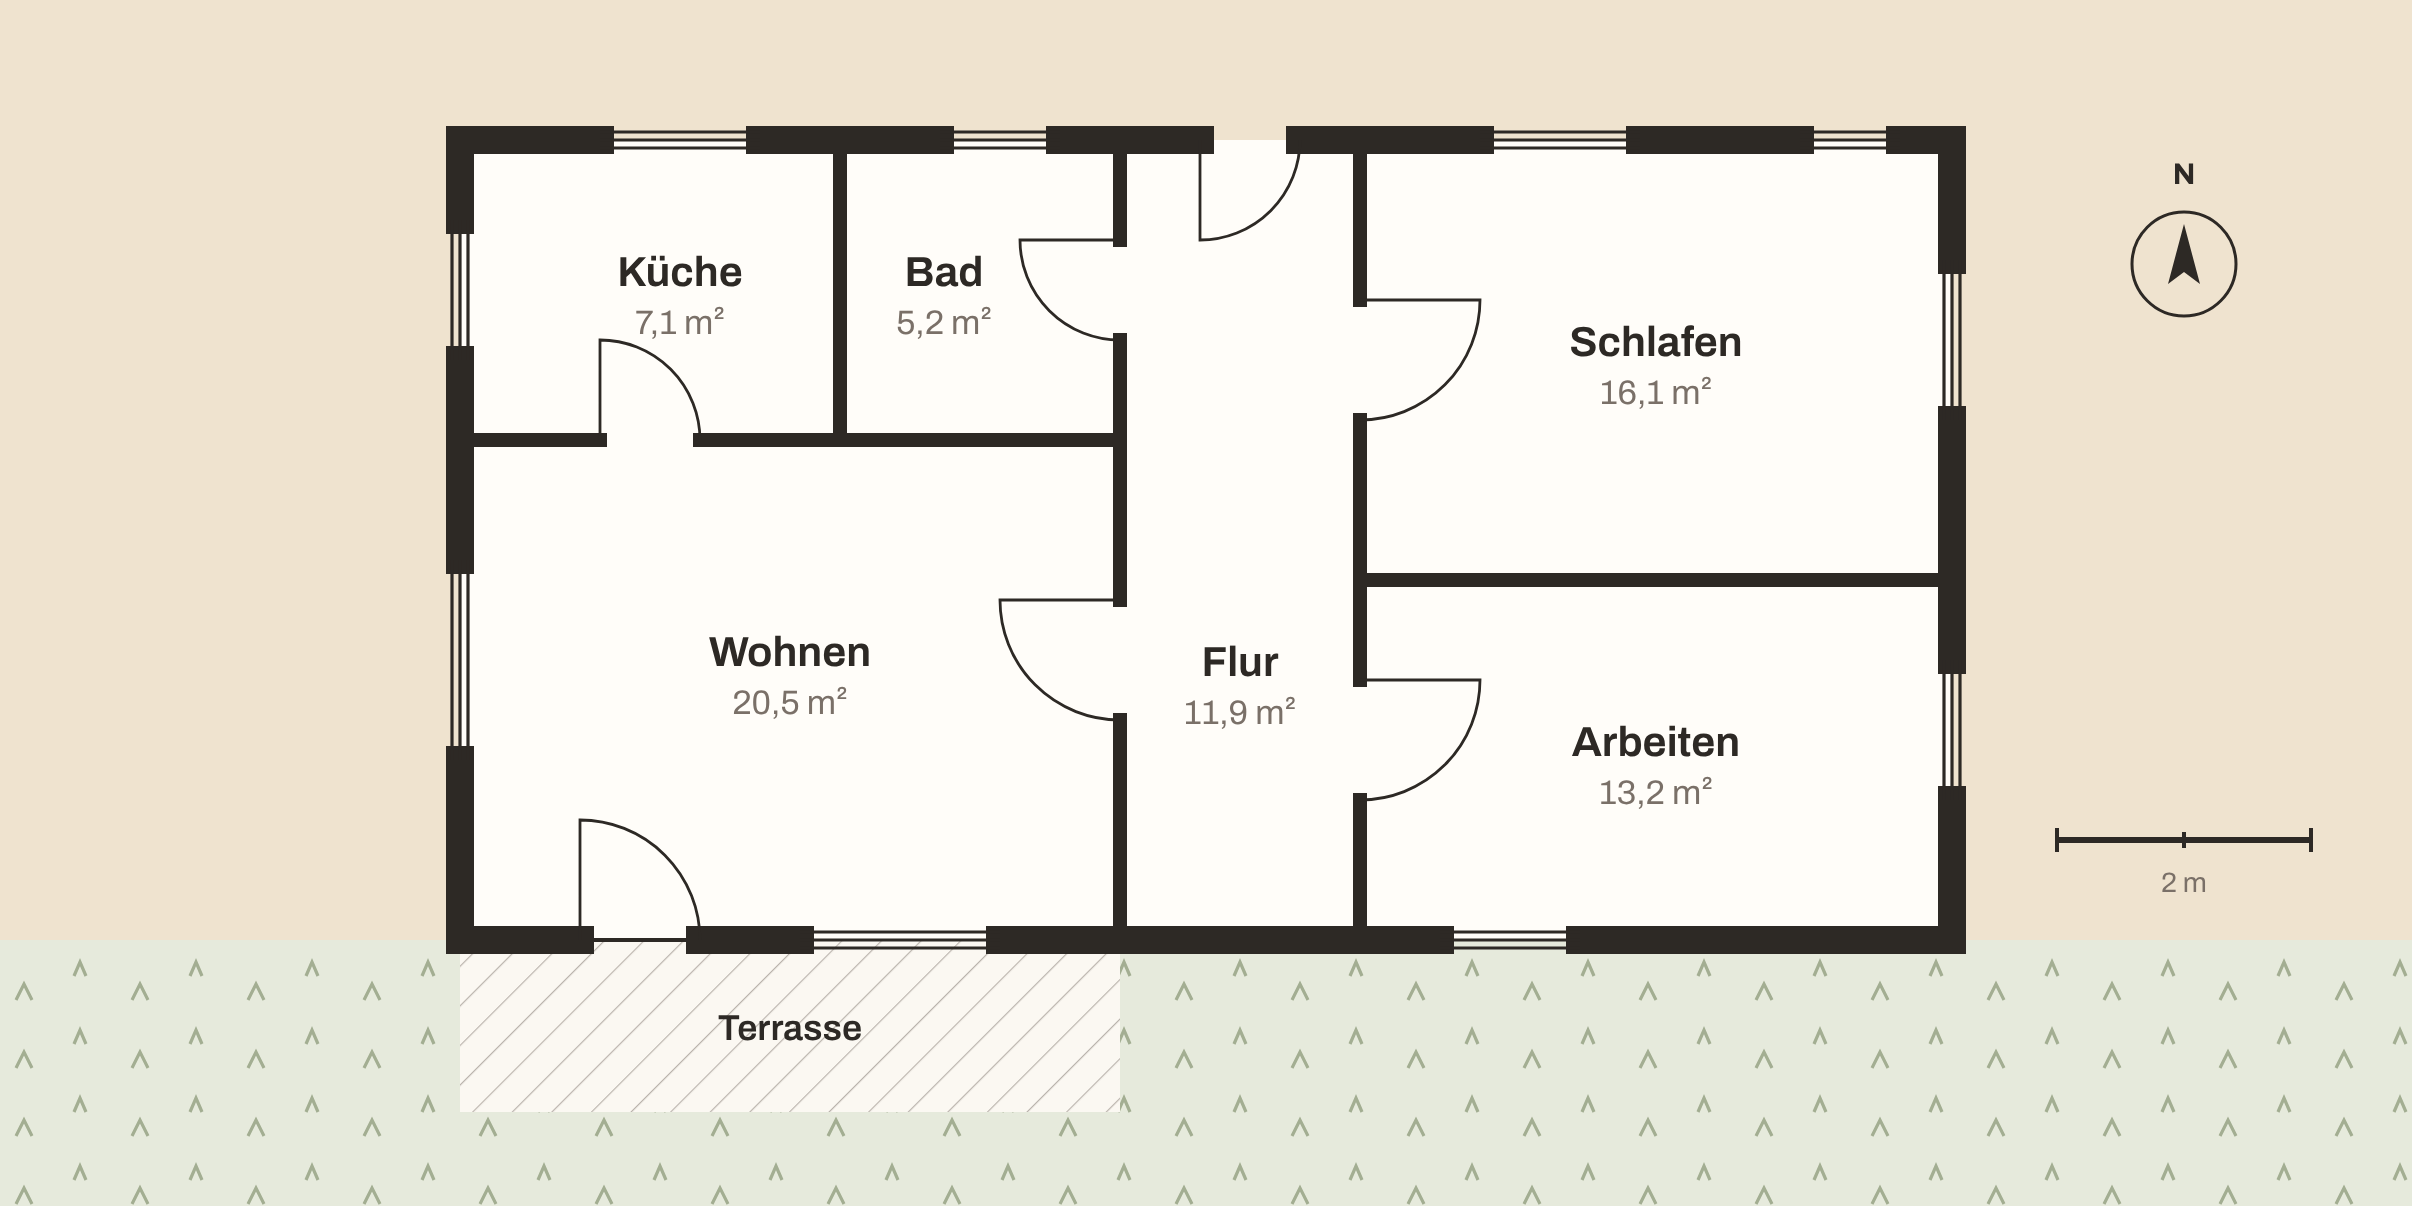 N
Küche
7,1 m²
Bad
5,2 m²
Schlafen
16,1 m²
Wohnen
20,5 m²
Flur
11,9 m²
Arbeiten
13,2 m²
2 m
Terrasse